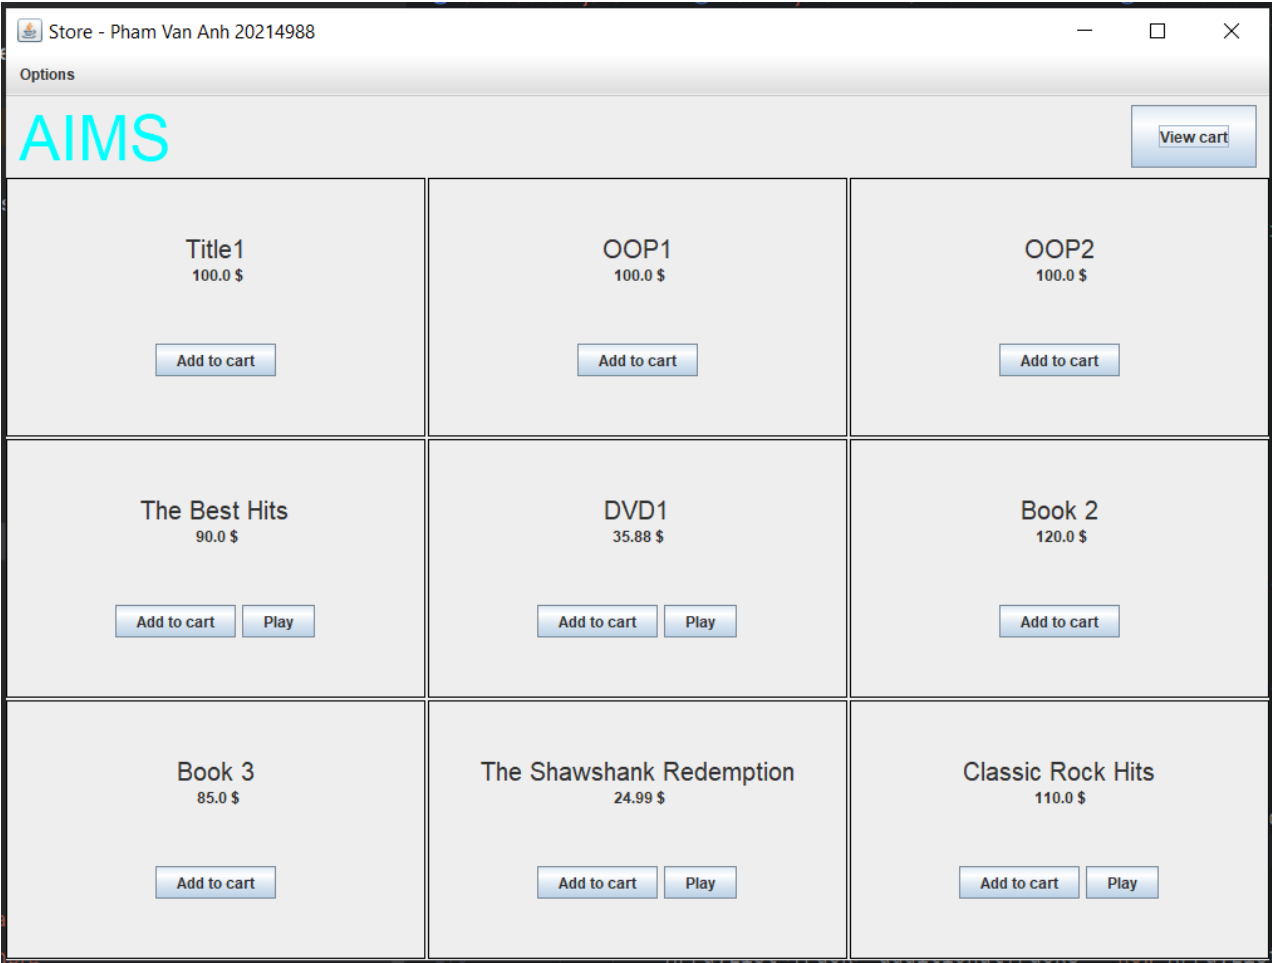 Store - Pham Van Anh 20214988
Options
AIMS
View cart
Title1
100.0 $
Add to cart
OOP1
100.0 $
Add to cart
OOP2
100.0 $
Add to cart
The Best Hits
90.0 $
Add to cart Play
DVD1
35.88 $
Add to cart Play
Book 2
120.0 $
Add to cart
Book 3
85.0 $
Add to cart
The Shawshank Redemption
24.99 $
Add to cart Play
Classic Rock Hits
110.0 $
Add to cart Play